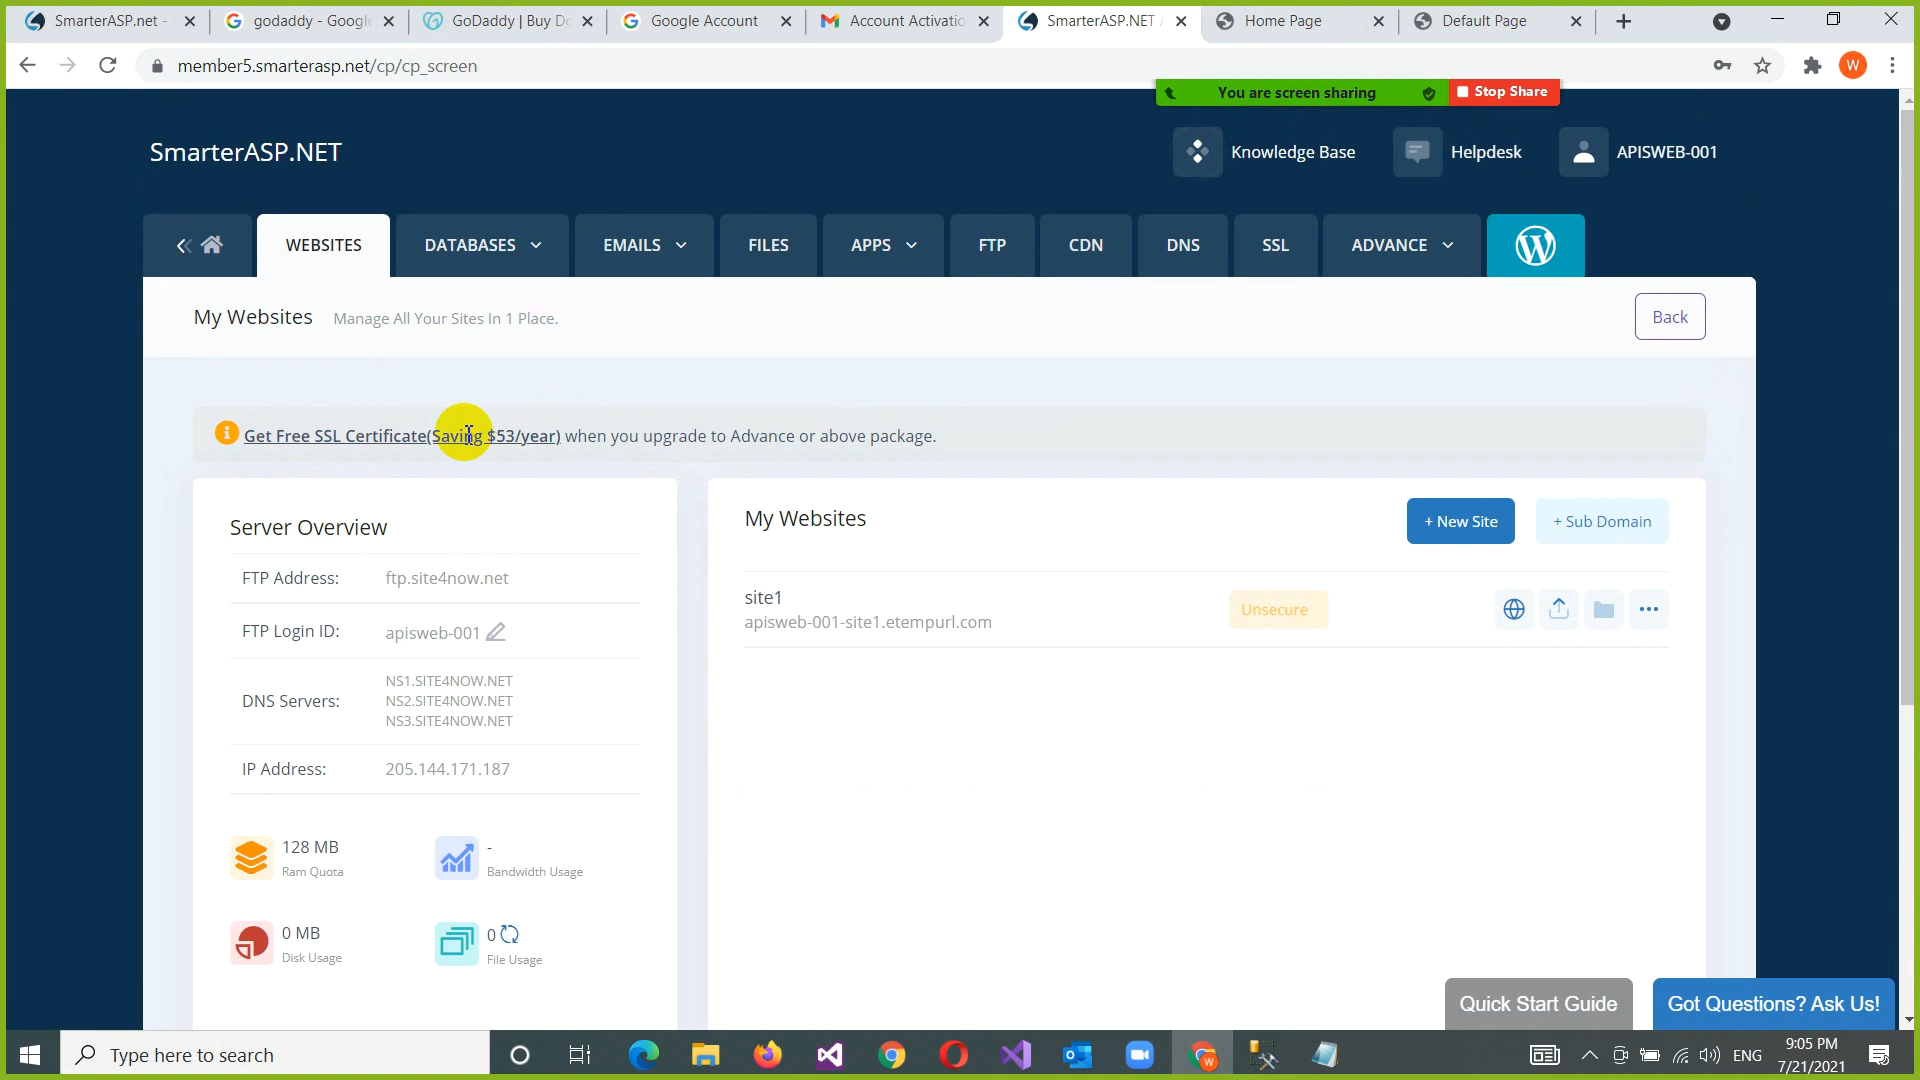 SmarterASP.net -
godaddy - Google
GoDaddy | Buy Do
Google Account
Account Activatio
SmarterASP.NET A
Home Page
Default Page
member5.smarterasp.net/cp/cp_screen
W
You are screen sharing
Stop Share
SmarterASP.NET
Knowledge Base
Helpdesk
APISWEB-001
WEBSITES
DATABASES
EMAILS
FILES
APPS
FTP
CDN
DNS
SSL
ADVANCE
My Websites
Manage All Your Sites In 1 Place.
Back
Get Free SSL Certificate(Saving $53/year) when you upgrade to Advance or above package.
Server Overview
FTP Address: ftp.site4now.net
FTP Login ID: apisweb-001
DNS Servers:
NS1.SITE4NOW.NET
NS2.SITE4NOW.NET
NS3.SITE4NOW.NET
IP Address: 205.144.171.187
128 MB
Ram Quota
-
Bandwidth Usage
0 MB
Disk Usage
0
File Usage
My Websites
+ New Site
+ Sub Domain
site1
apisweb-001-site1.etempurl.com
Unsecure
Quick Start Guide
Got Questions? Ask Us!
Type here to search
ENG
9:05 PM
7/21/2021